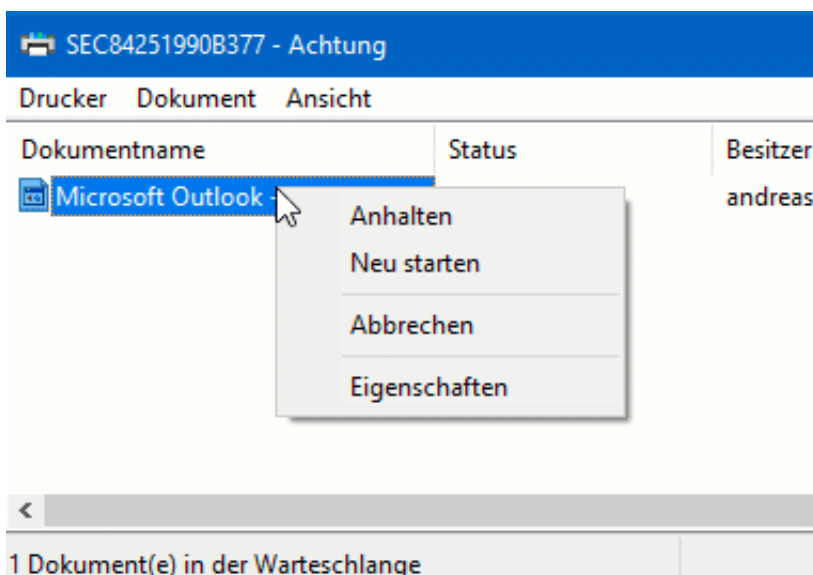 SEC84251990B377 - Achtung
Drucker Dokument Ansicht
Dokumentname Status Besitzer
Microsoft Outlook - andreas
Anhalten
Neu starten
Abbrechen
Eigenschaften
1 Dokument(e) in der Warteschlange